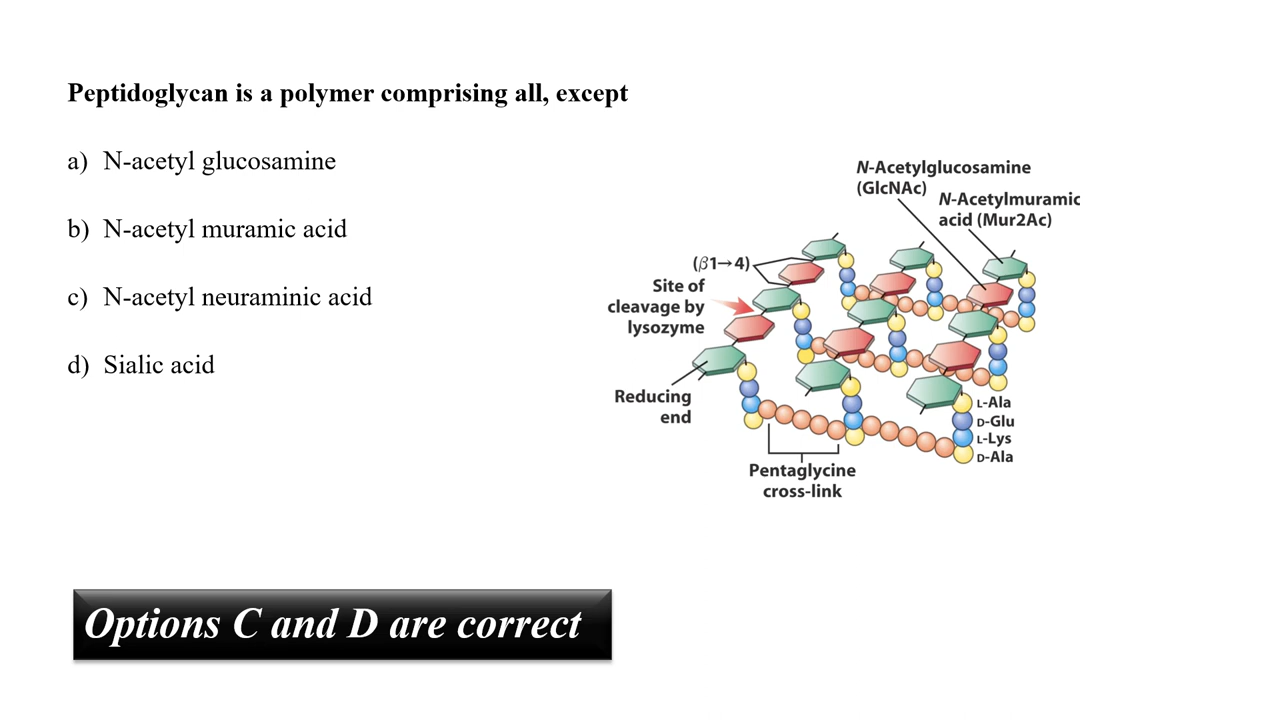 Peptidoglycan is a polymer comprising all, except
a) N-acetyl glucosamine
b) N-acetyl muramic acid
c) N-acetyl neuraminic acid
d) Sialic acid
N-Acetylglucosamine
(GlcNAc)
N-Acetylmuramic
acid (Mur2Ac)
(β1→4)
Site of
cleavage by
lysozyme
Reducing
end
L-Ala
D-Glu
L-Lys
D-Ala
Pentaglycine
cross-link
Options C and D are correct